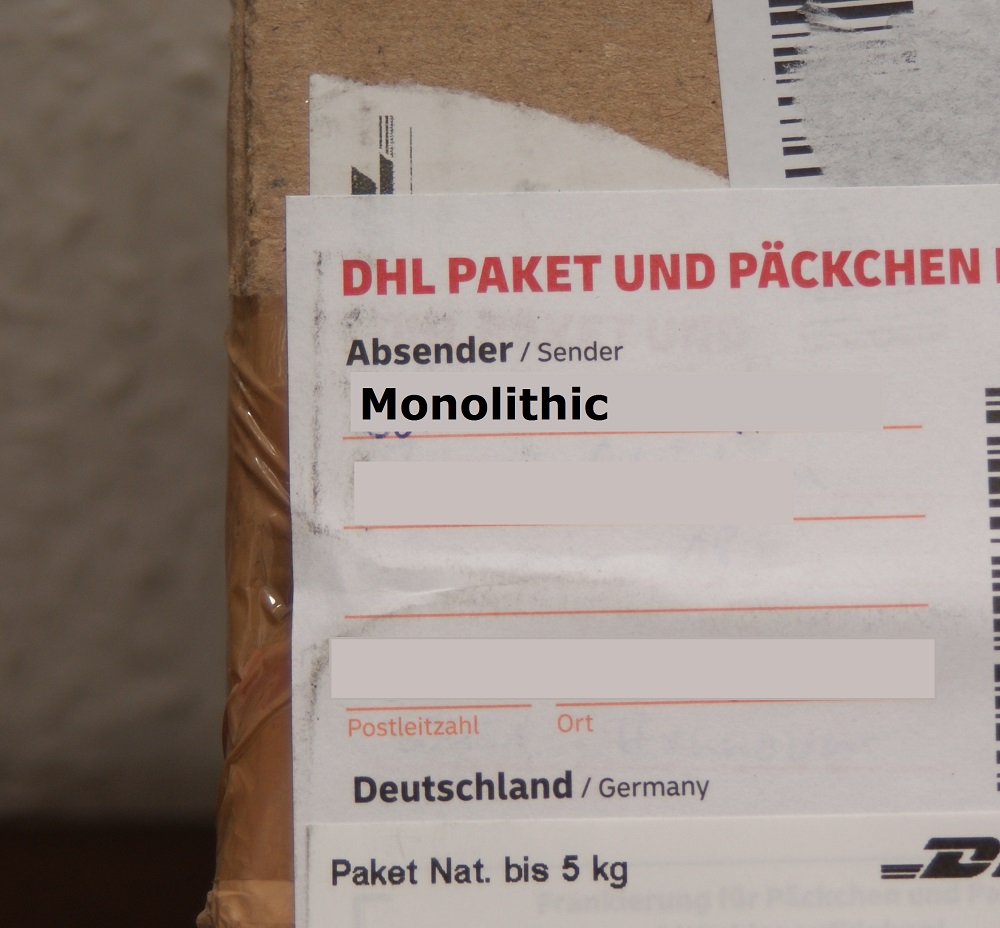 DHL PAKET UND PÄCKCHEN
Absender / Sender
Monolithic
Postleitzahl Ort
Deutschland / Germany
Paket Nat. bis 5 kg